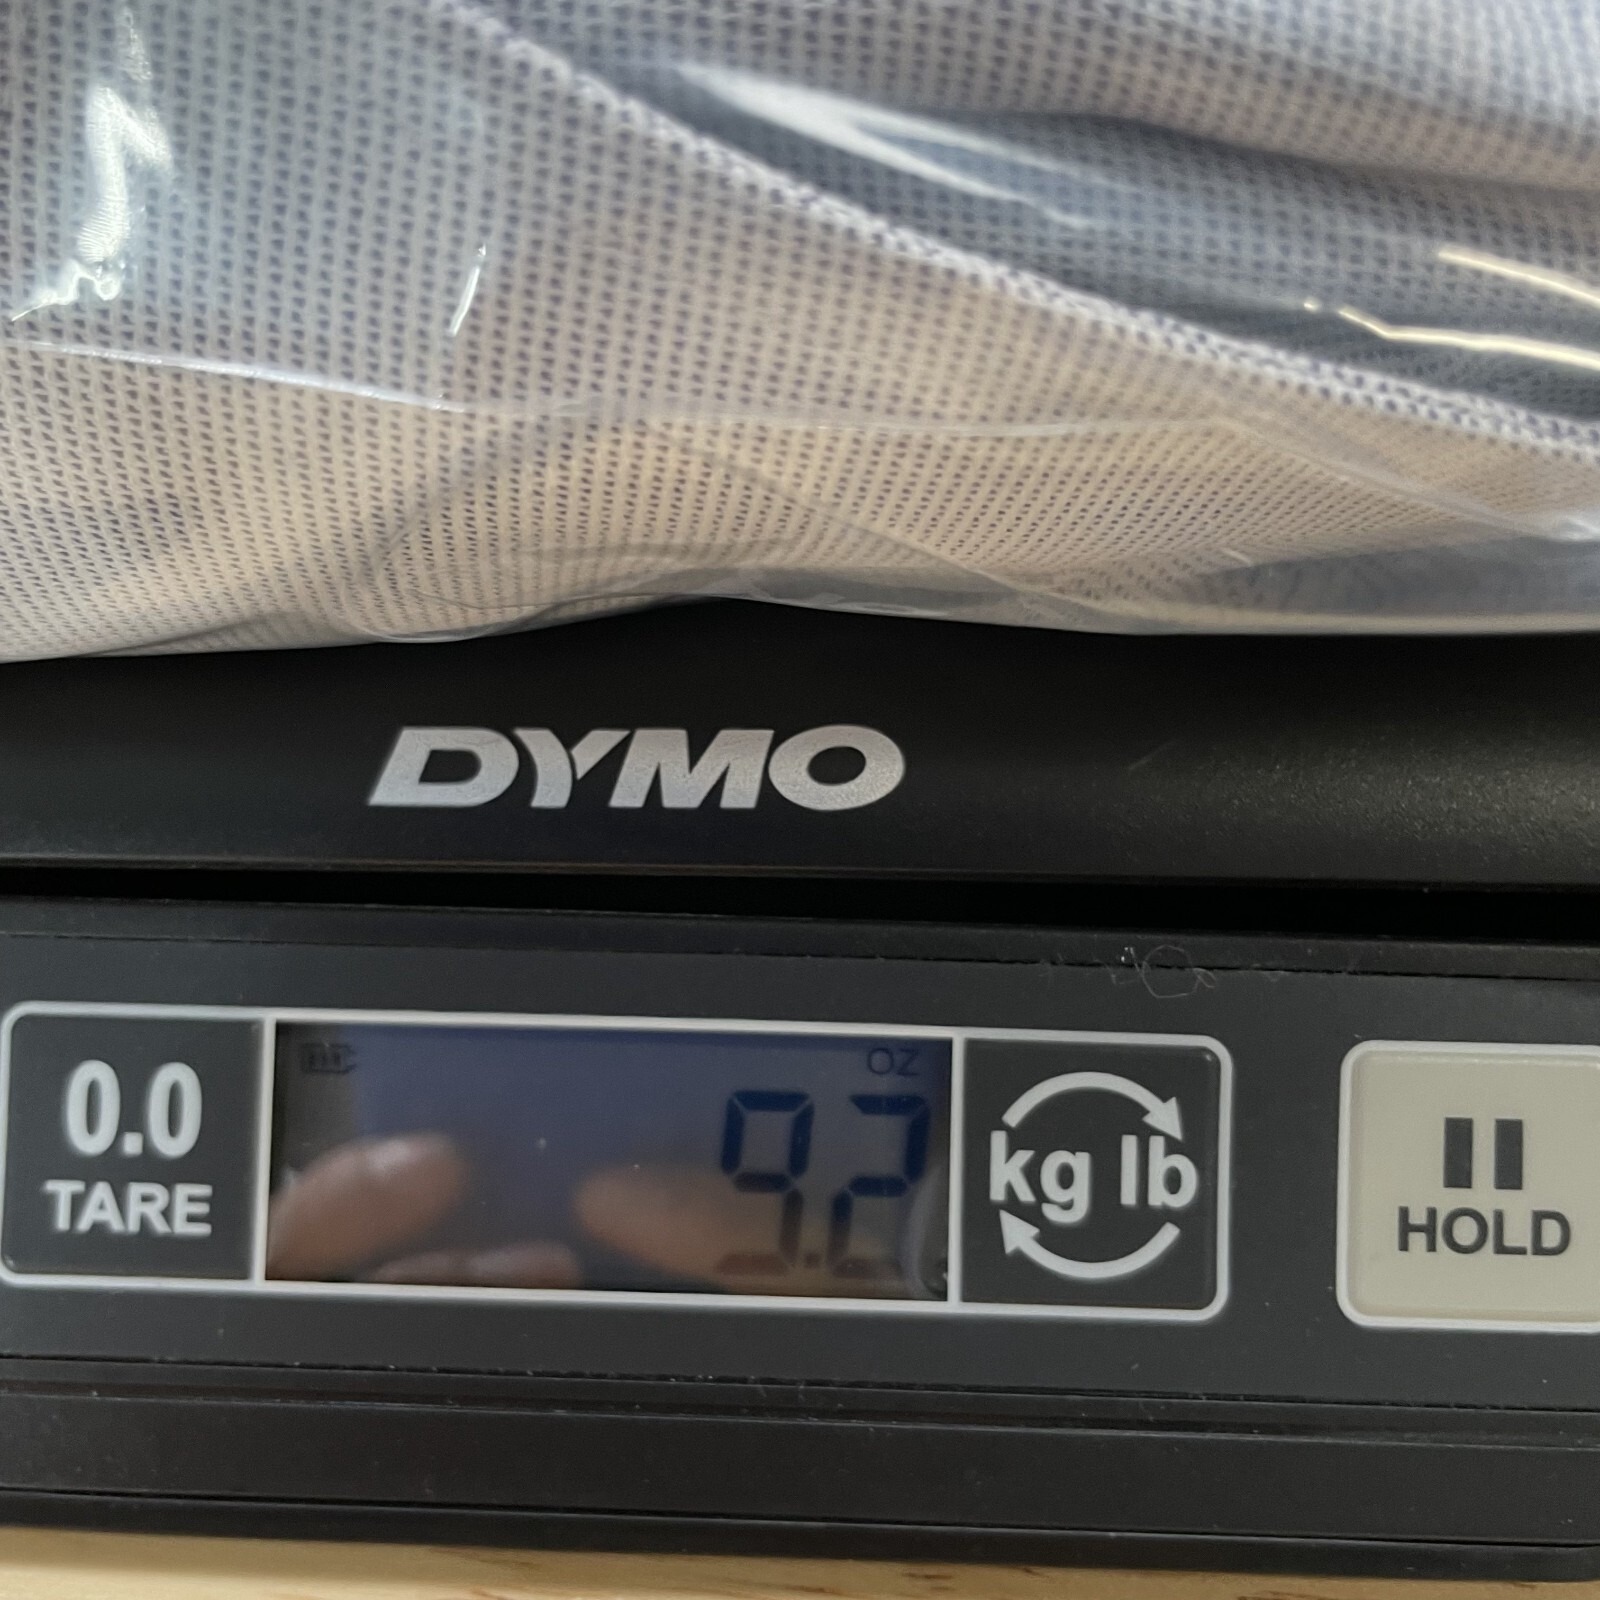 DYMO
0.0
TARE
OZ
9.2
kg lb
HOLD